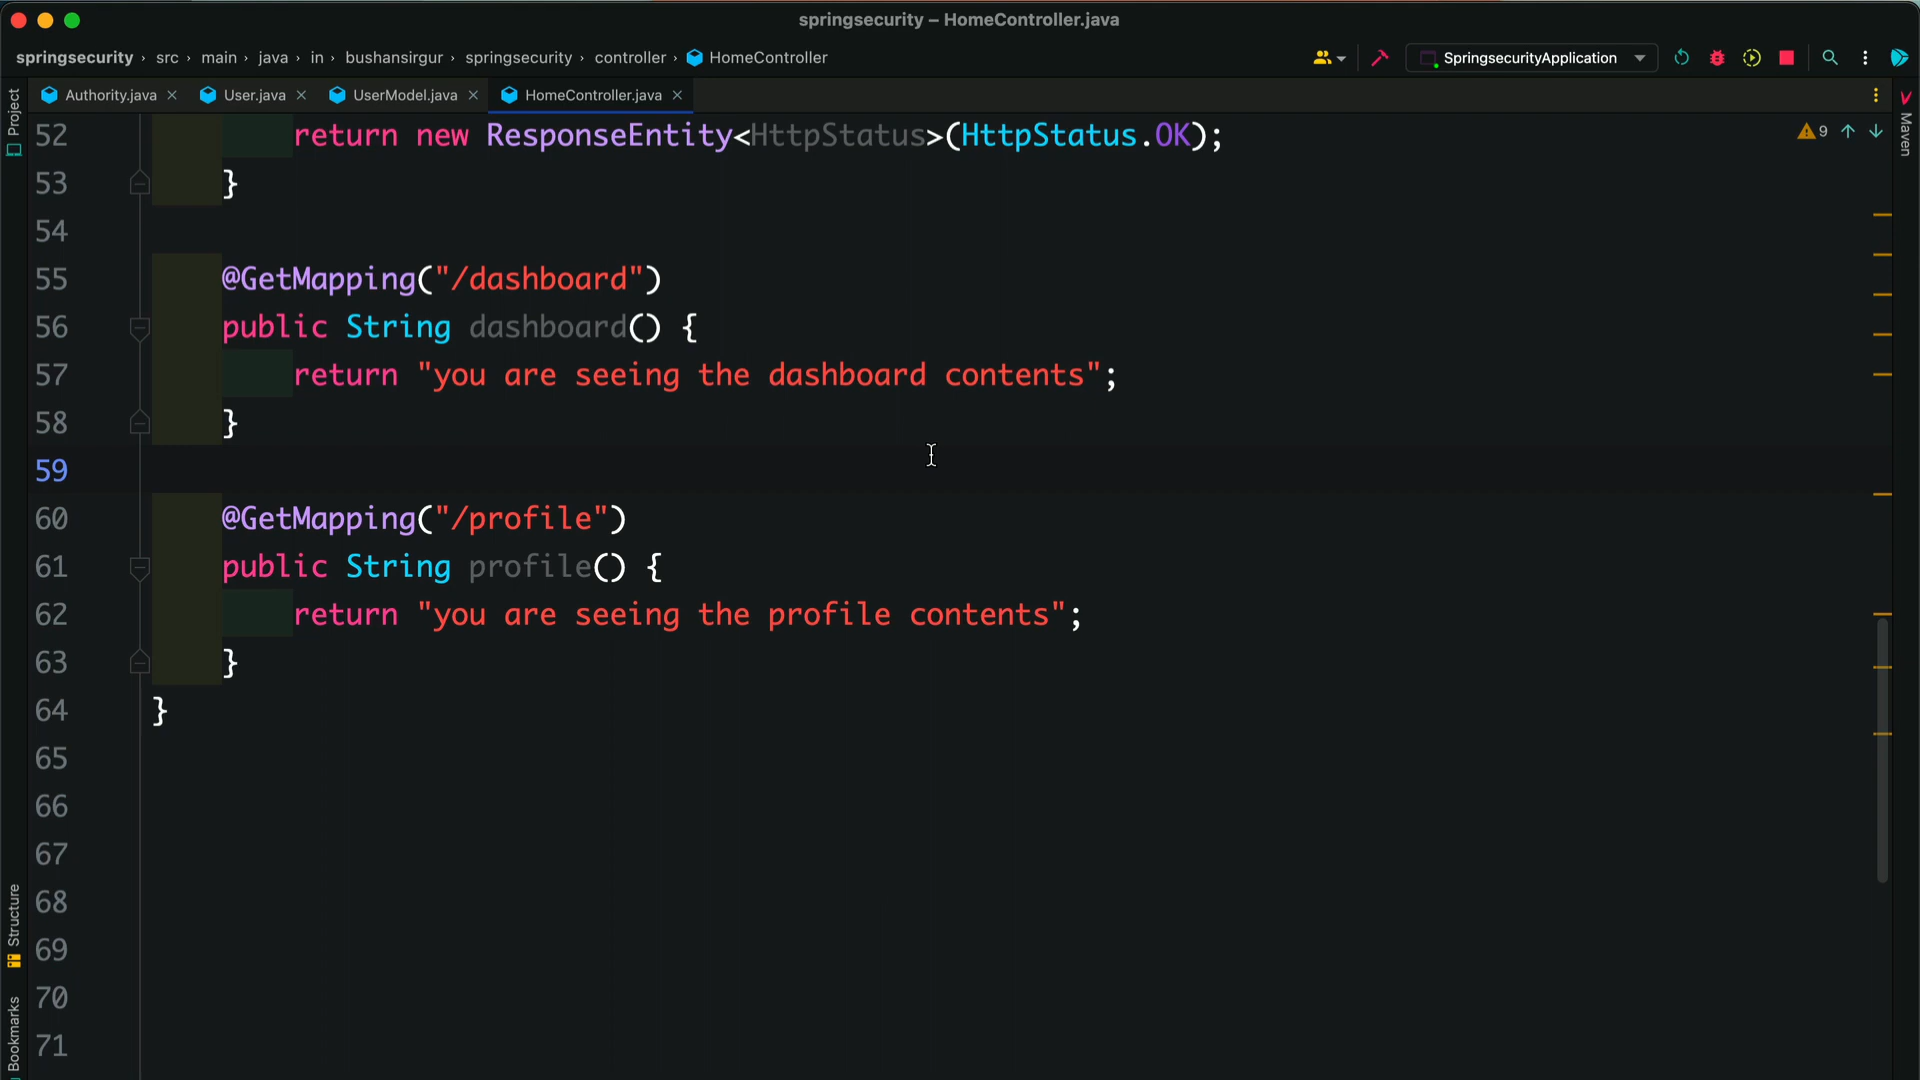 springsecurity – HomeController.java
springsecurity › src › main › java › in › bushansirgur › springsecurity › controller › HomeController
SpringsecurityApplication
Authority.java
User.java
UserModel.java
HomeController.java
Project
Maven
9
52 return new ResponseEntity<HttpStatus>(HttpStatus.OK);
53 }
54
55 @GetMapping("/dashboard")
56 public String dashboard() {
57 return "you are seeing the dashboard contents";
58 }
59
60 @GetMapping("/profile")
61 public String profile() {
62 return "you are seeing the profile contents";
63 }
64 }
65
66
67
68
69
70
71
Structure
Bookmarks